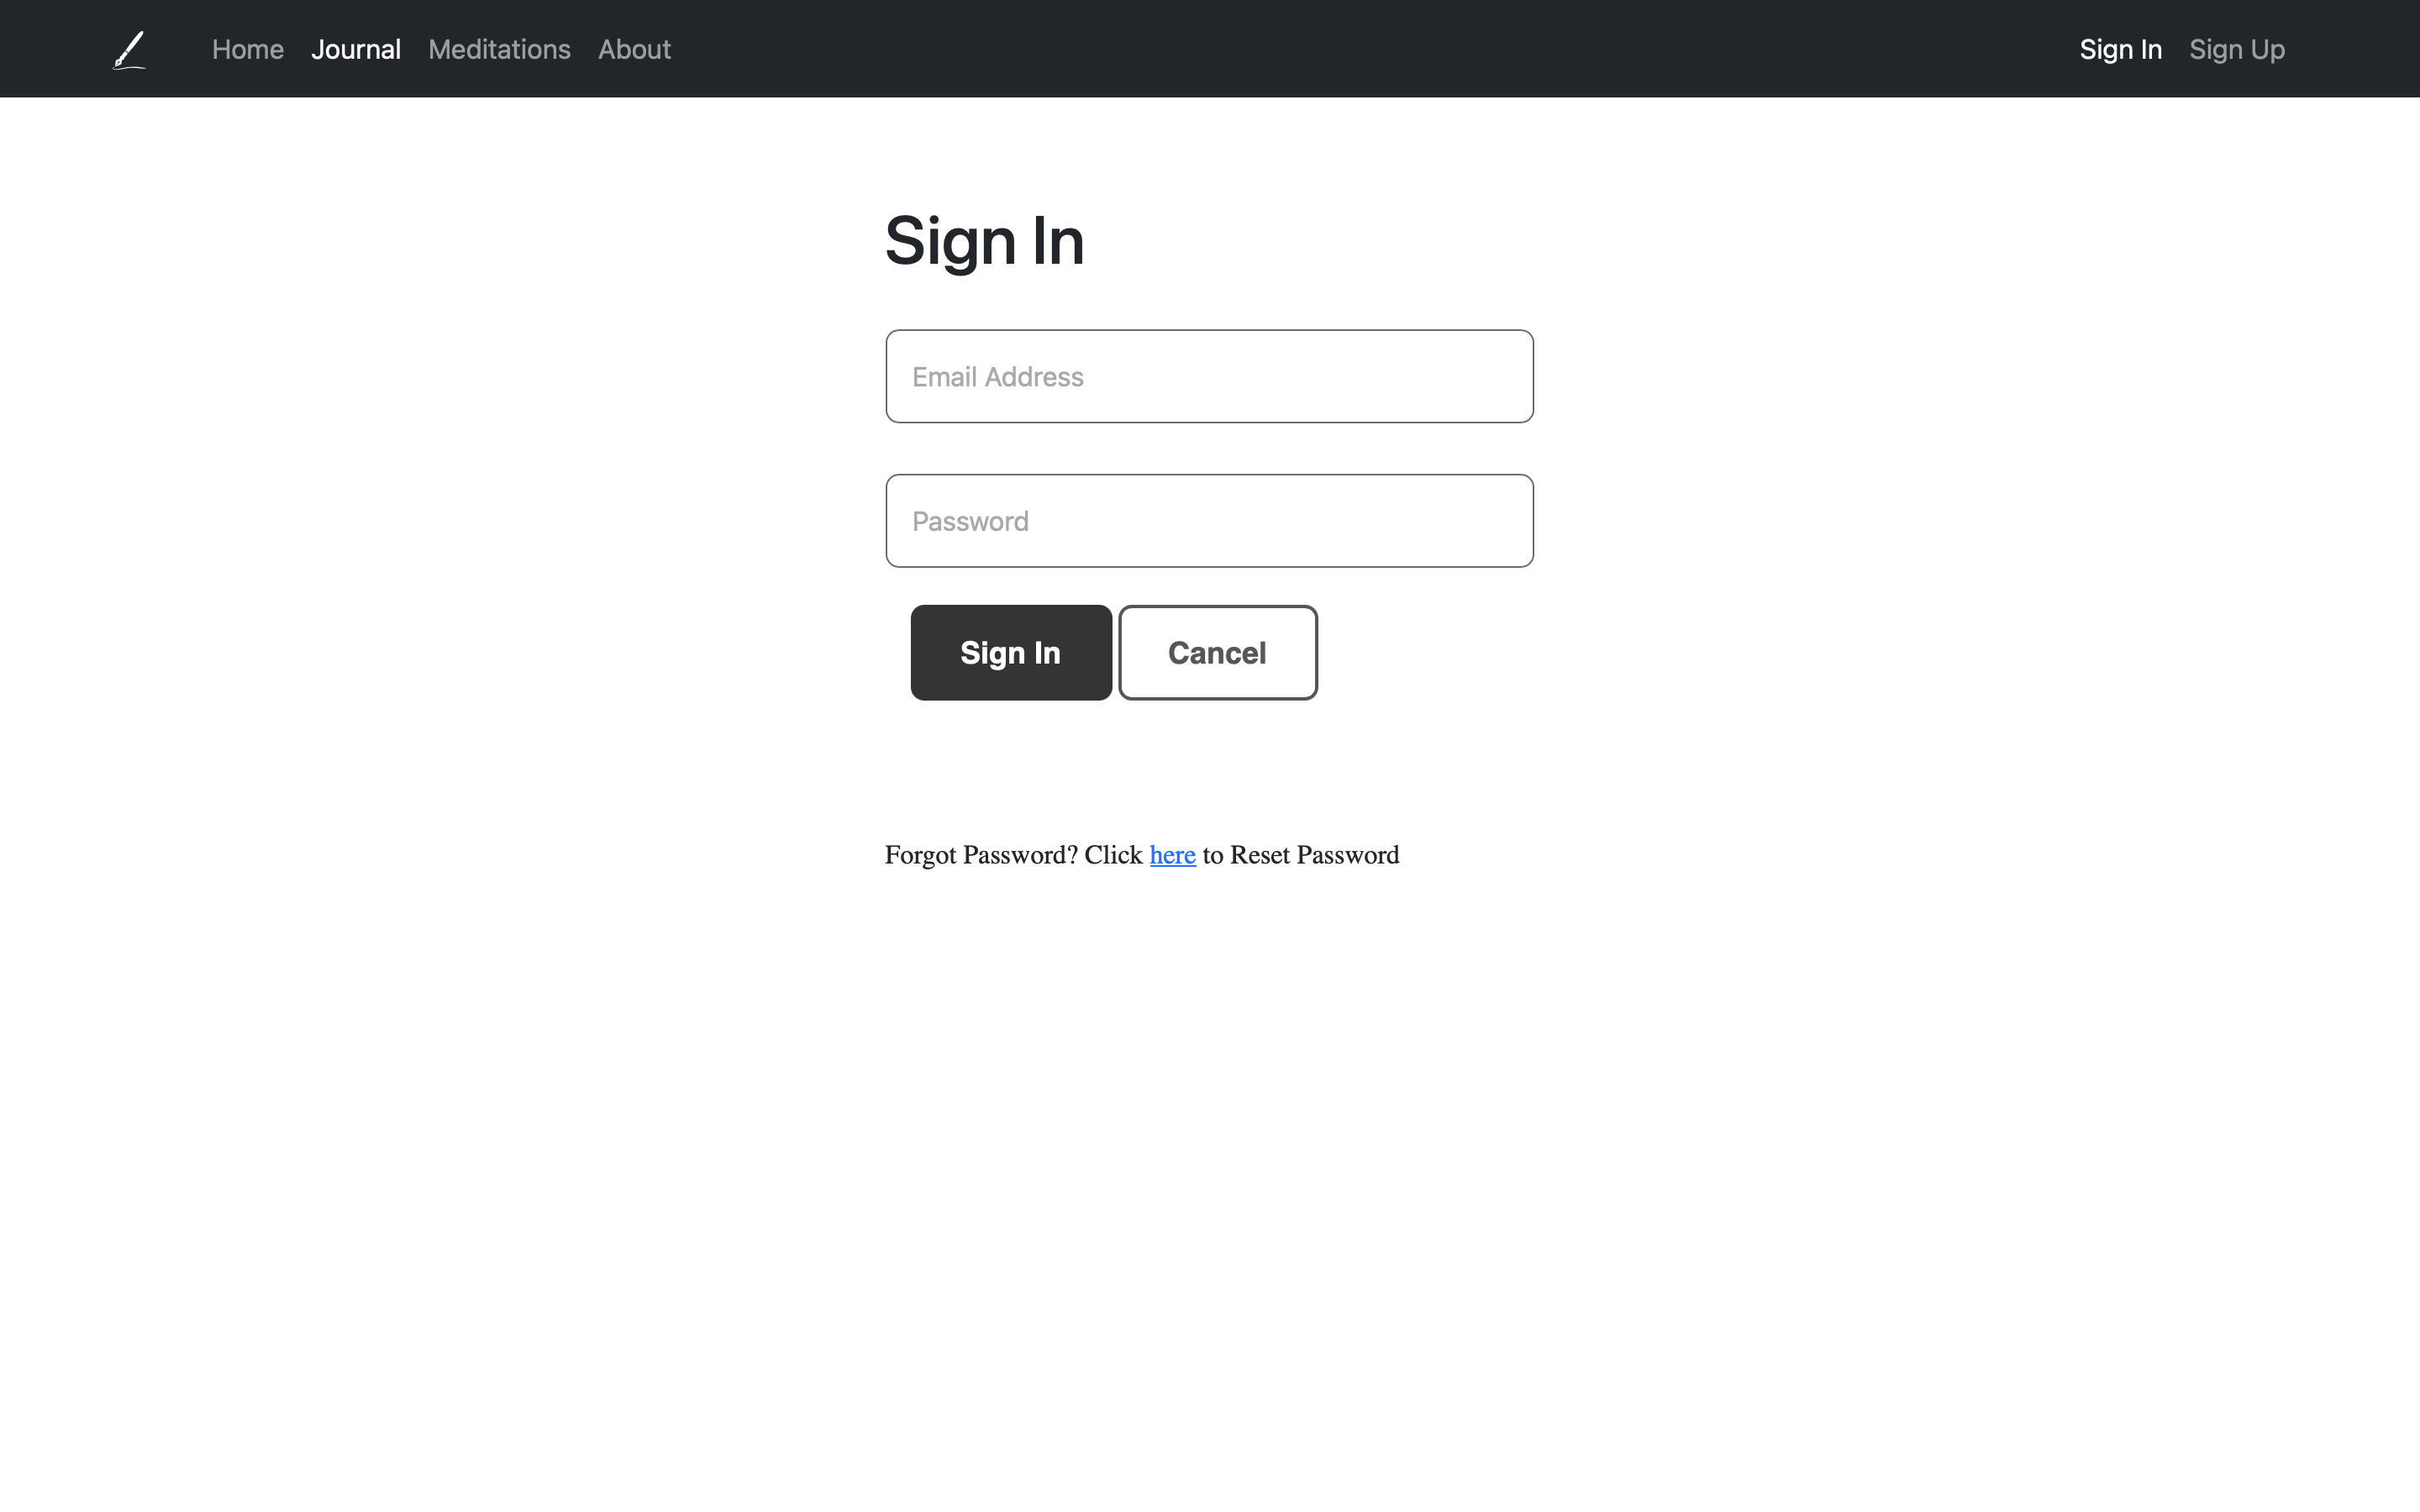 Home Journal Meditations About Sign In Sign Up
Sign In
Email Address
Password
Sign In Cancel
Forgot Password? Click here to Reset Password